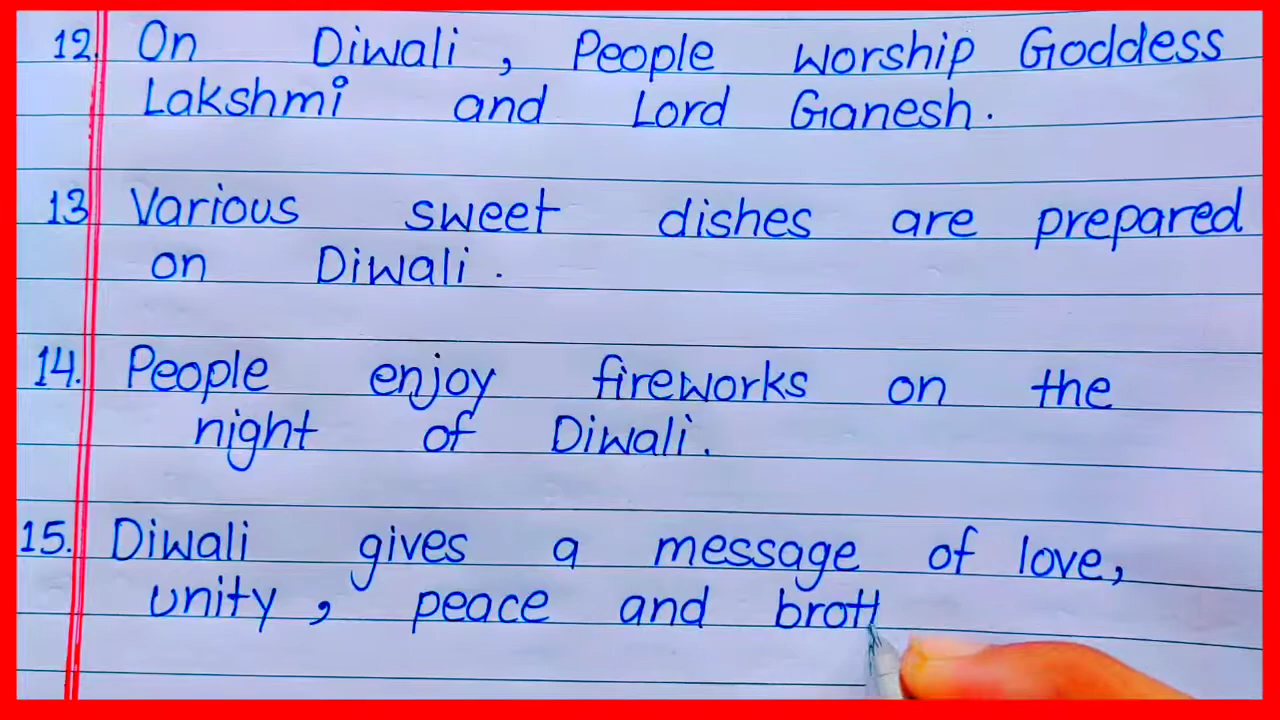 12. On Diwali, People worship Goddess
Lakshmi and Lord Ganesh.
13 Various sweet dishes are prepared
on Diwali.
14. People enjoy fireworks on the
night of Diwali.
15. Diwali gives a message of love,
unity, peace and